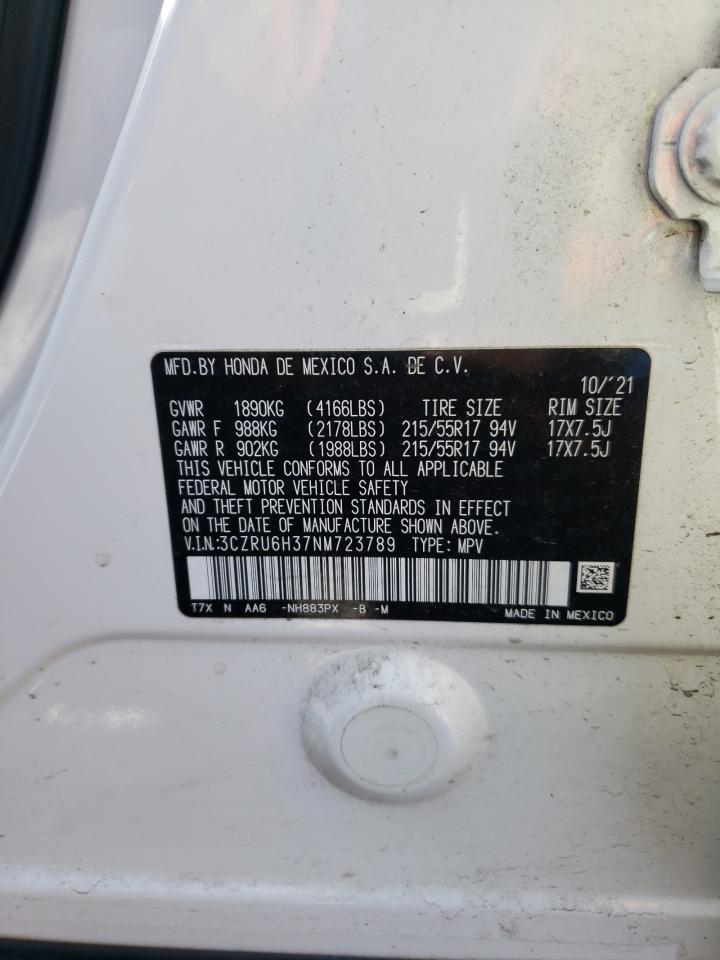 MFD.BY HONDA DE MEXICO S.A. DE C.V.
10/'21
GVWR 1890KG (4166LBS) TIRE SIZE RIM SIZE
GAWR F 988KG (2178LBS) 215/55R17 94V 17X7.5J
GAWR R 902KG (1988LBS) 215/55R17 94V 17X7.5J
THIS VEHICLE CONFORMS TO ALL APPLICABLE
FEDERAL MOTOR VEHICLE SAFETY
AND THEFT PREVENTION STANDARDS IN EFFECT
ON THE DATE OF MANUFACTURE SHOWN ABOVE.
V.I.N:3CZRU6H37NM723789 TYPE: MPV
T7X N AA6 -NH883PX -B -M MADE IN MEXICO